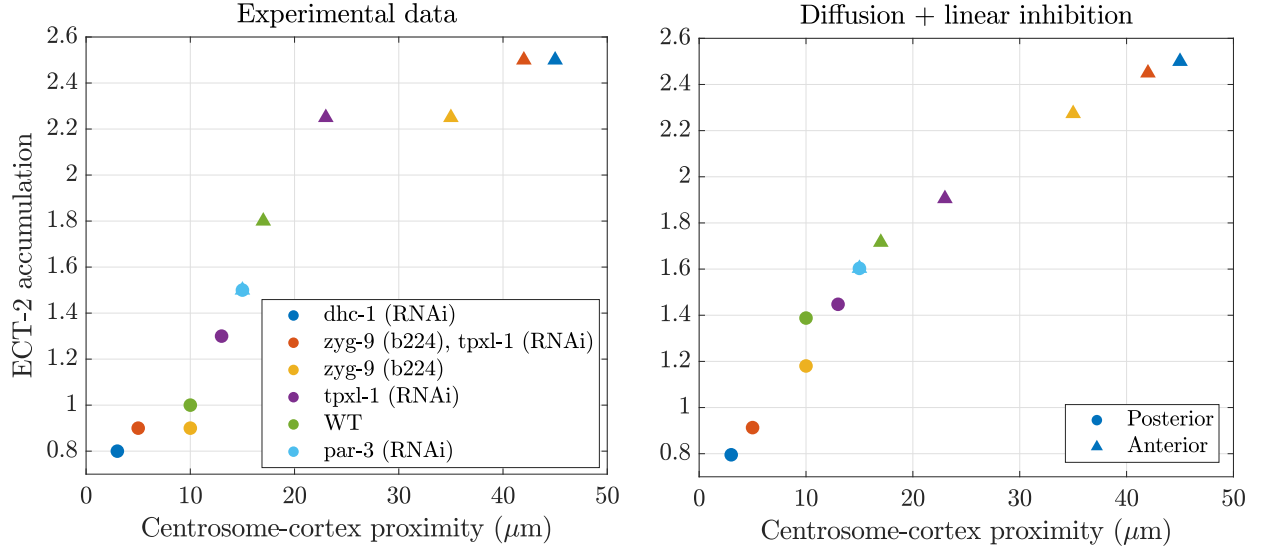 Experimental data
2.6
2.4
2.2
2
1.8
1.6
1.4
1.2
1
0.8
0 10 20 30 40 50
ECT-2 accumulation
Centrosome-cortex proximity (μm)
dhc-1 (RNAi)
zyg-9 (b224), tpxl-1 (RNAi)
zyg-9 (b224)
tpxl-1 (RNAi)
WT
par-3 (RNAi)
Diffusion + linear inhibition
2.6
2.4
2.2
2
1.8
1.6
1.4
1.2
1
0.8
0 10 20 30 40 50
Centrosome-cortex proximity (μm)
Posterior
Anterior